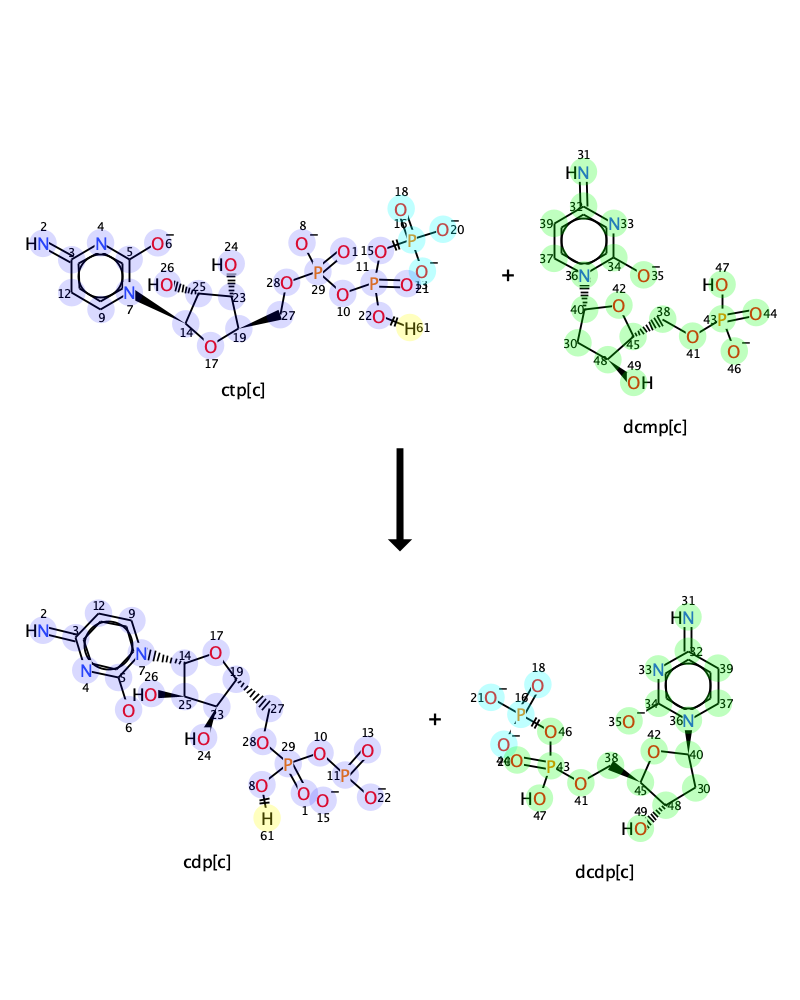 31
HN
18
32
2 4 8 16 20
39 N 33
24 15
HN N O 6 O O 1 O P O
3 5 HO 11 O 37 34 O 35 47
26 28 O P P O 21 36 N HO
12 N HO 25 23 29 O 42
7 10 22 O H 61 40 O 38 43 P O 44
9 14 27 O
19 30 45 41 O
O 48 46
17 49
OH
ctp[c]
+
dcmp[c]
12 31
2 9 HN
HN 3 17 18 32
N N 14 O 19 21 O 16 O 33 N 39
4 5 7 26 P 34
HO 25 27 O 46 35 O 36 N 37
O 23 42
6 HO 28 O 10 13 O P 43 38 O 40
24 29 O O 47 O 45 30
8 O P 11 P HO 41 48
O O O 22 49
H 1 15 HO
61
cdp[c]
+
dcdp[c]